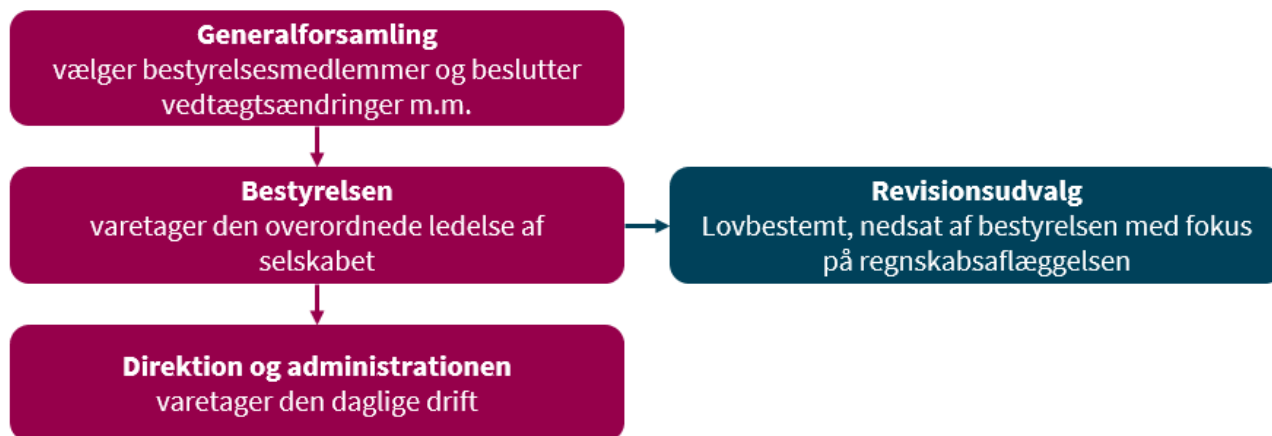 Generalforsamling
vælger bestyrelsesmedlemmer og beslutter
vedtægtsændringer m.m.
Bestyrelsen
varetager den overordnede ledelse af
selskabet
Revisionsudvalg
Lovbestemt, nedsat af bestyrelsen med fokus
på regnskabsaflæggelsen
Direktion og administrationen
varetager den daglige drift